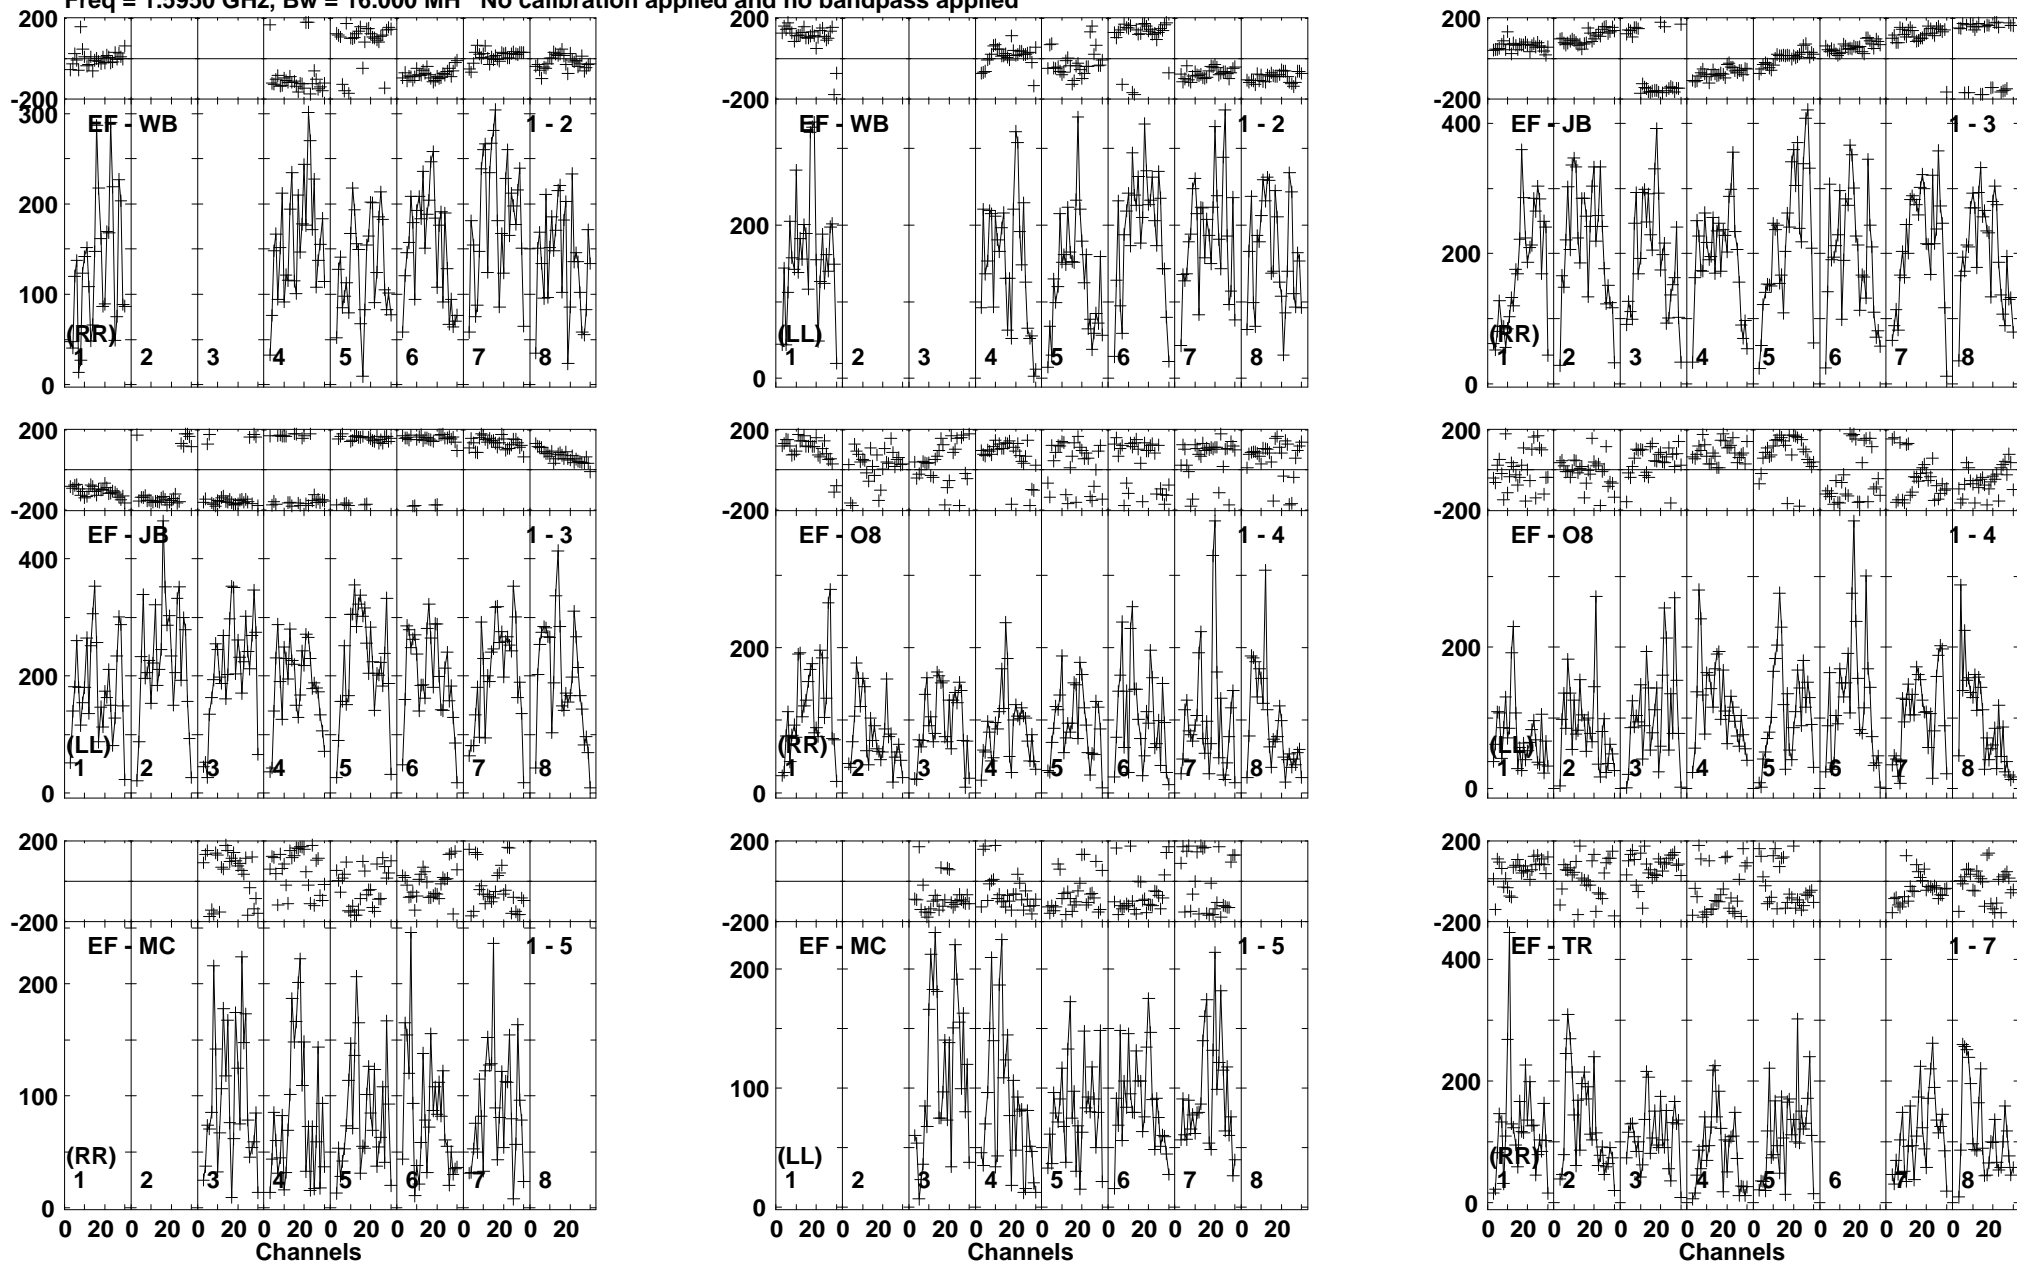 Freq = 1.5950 GHz, Bw = 16.000 MH No calibration applied and no bandpass applied
200 200 200
-200 -200 -200
300 EF - WB 1 - 2 EF - WB 1 - 2 400 EF - JB 1 - 3
200 200 200
100
(RR) (LL) (RR)
1 2 3 4 5 6 7 8 1 2 3 4 5 6 7 8 1 2 3 4 5 6 7 8
0 0 0
200 200 200
-200 -200 -200
EF - JB 1 - 3 EF - O8 1 - 4 EF - O8 1 - 4
400
200 200 200
(LL) (RR) (LL)
1 2 3 4 5 6 7 8 1 2 3 4 5 6 7 8 1 2 3 4 5 6 7 8
0 0 0
200 200 200
-200 -200 -200
EF - MC 1 - 5 EF - MC 1 - 5 EF - TR 1 - 7
200 200 400
100 100 200
(RR) (LL) (RR)
1 2 3 4 5 6 7 8 1 2 3 4 5 6 7 8 1 2 3 4 5 6 7 8
0 0 0
0 20 0 20 0 20 0 20 0 20 0 20 0 20 0 20 0 20 0 20 0 20 0 20 0 20 0 20 0 20 0 20 0 20 0 20 0 20 0 20 0 20 0 20 0 20 0 20
Channels Channels